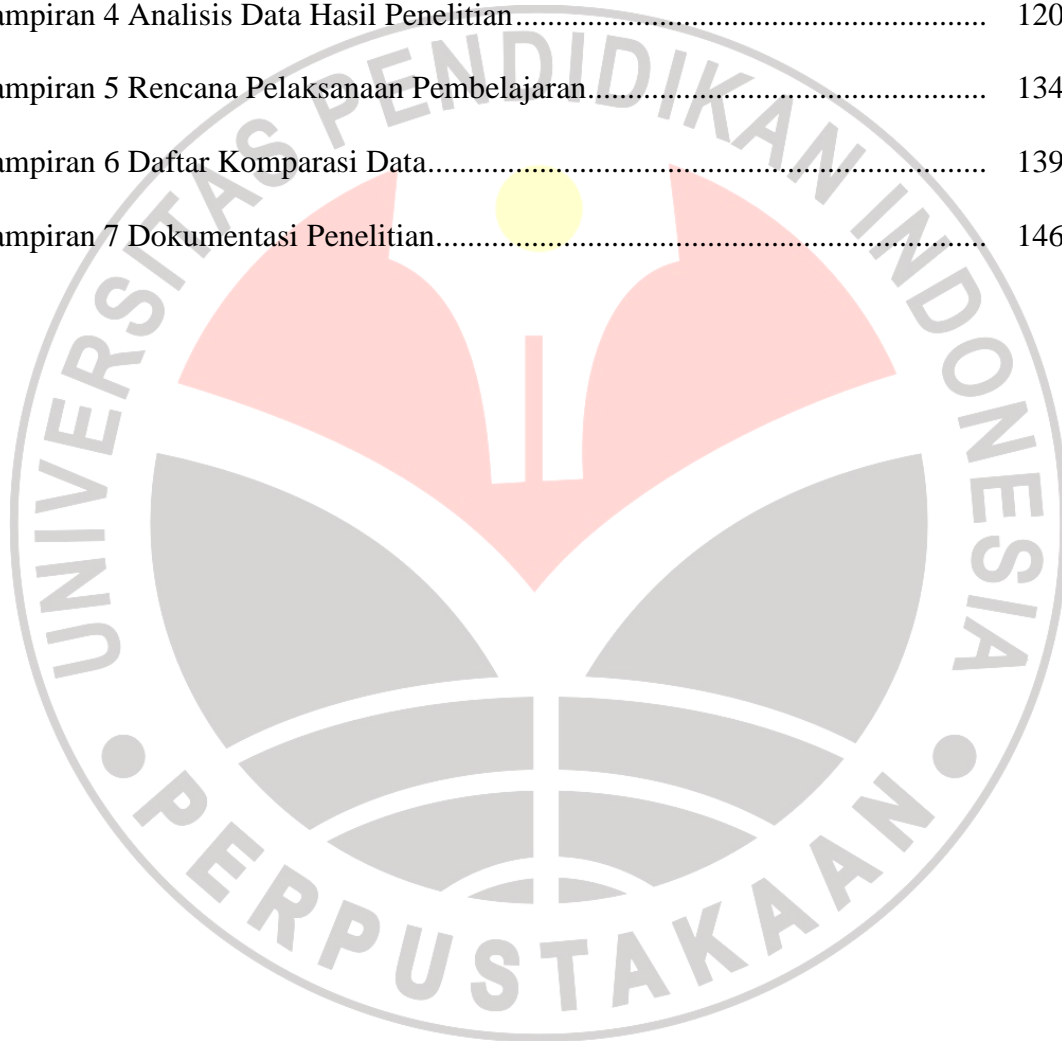 ampiran 4 Analisis Data Hasil Penelitian............................................................ 120
ampiran 5 Rencana Pelaksanaan Pembelajaran.................................................. 134
ampiran 6 Daftar Komparasi Data...................................................................... 139
ampiran 7 Dokumentasi Penelitian..................................................................... 146
UNIVERSITAS PENDIDIKAN INDONESIA
PERPUSTAKAAN